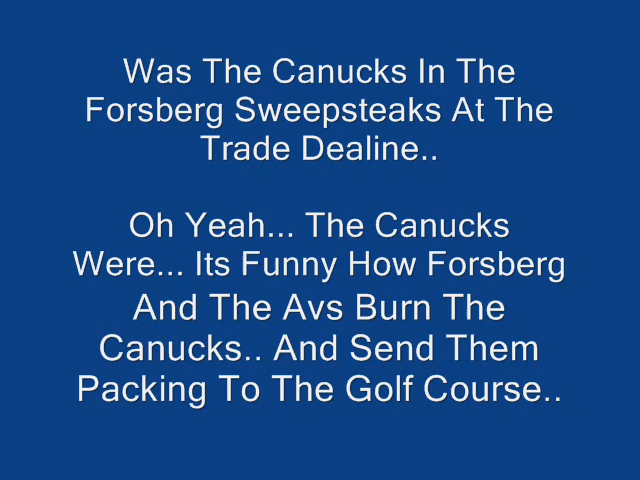 Was The Canucks In The
Forsberg Sweepsteaks At The
Trade Dealine..
Oh Yeah... The Canucks
Were... Its Funny How Forsberg
And The Avs Burn The
Canucks.. And Send Them
Packing To The Golf Course..